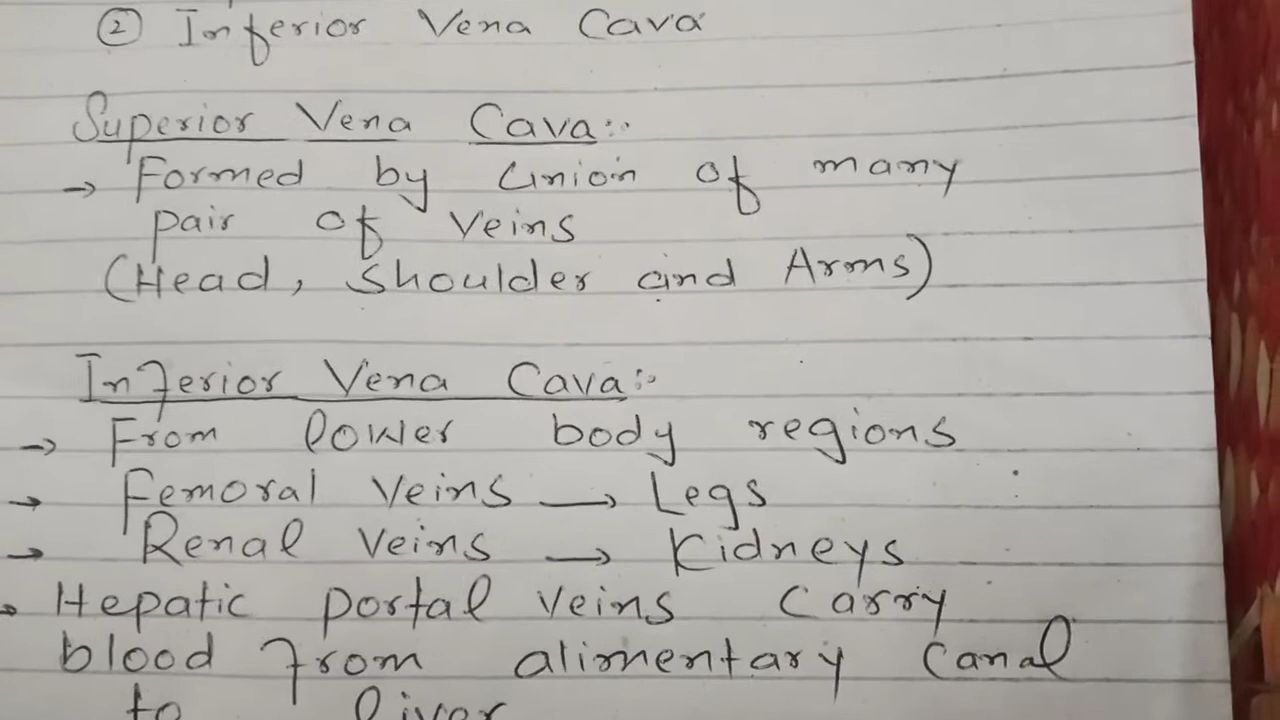 ② Inferior Vena Cava
Superior Vena Cava:-
→ Formed by Union of many
pair of Veins
(Head, Shoulder and Arms)
Inferior Vena Cava:-
→ From lower body regions
→ Femoral Veins → Legs
→ Renal Veins → Kidneys
→ Hepatic portal veins Carry
blood from alimentary Canal
to liver